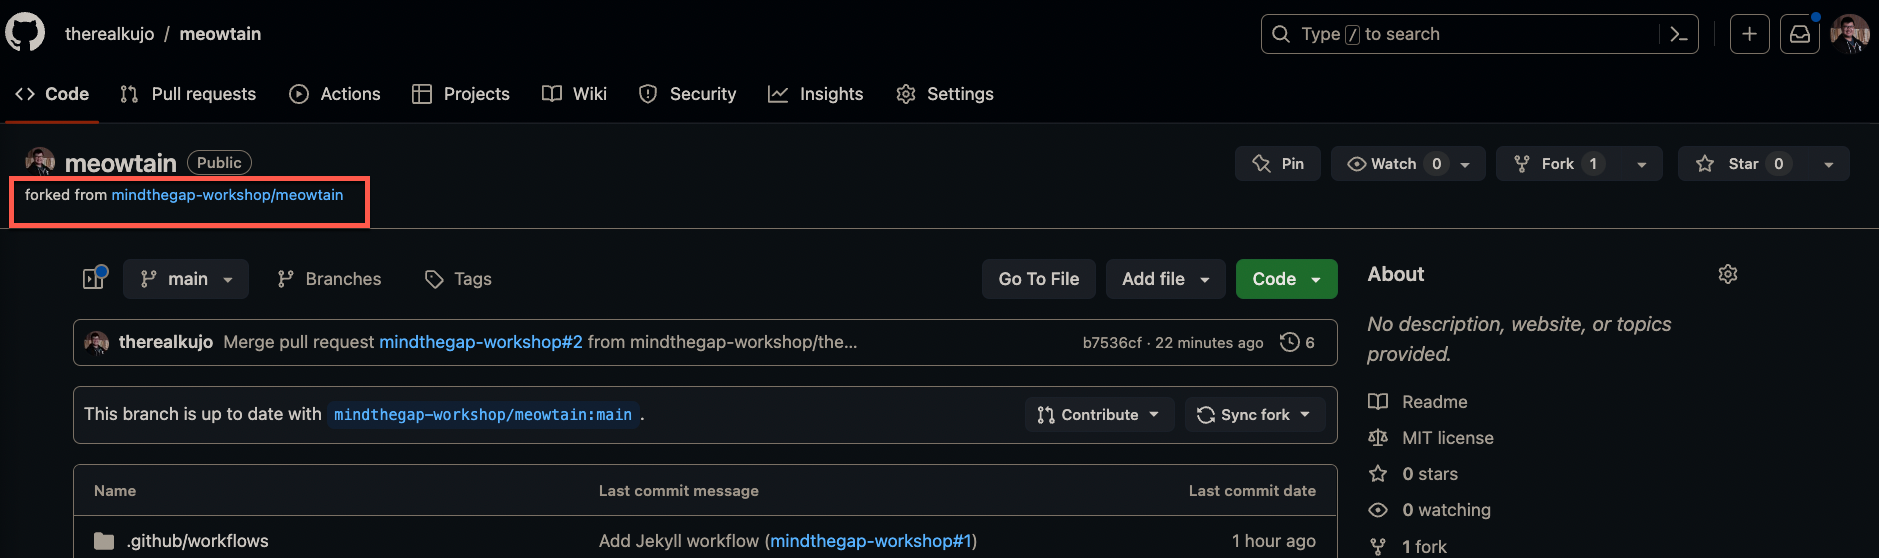 therealkujo / meowtain
Type / to search
Code Pull requests Actions Projects Wiki Security Insights Settings
meowtain Public
Pin Watch 0 Fork 1 Star 0
forked from mindthegap-workshop/meowtain
main Branches Tags Go To File Add file Code
About
No description, website, or topics
provided.
therealkujo Merge pull request mindthegap-workshop#2 from mindthegap-workshop/the... b7536cf · 22 minutes ago 6
This branch is up to date with mindthegap-workshop/meowtain:main. Contribute Sync fork
Readme
MIT license
0 stars
0 watching
1 fork
Name Last commit message Last commit date
.github/workflows Add Jekyll workflow (mindthegap-workshop#1) 1 hour ago